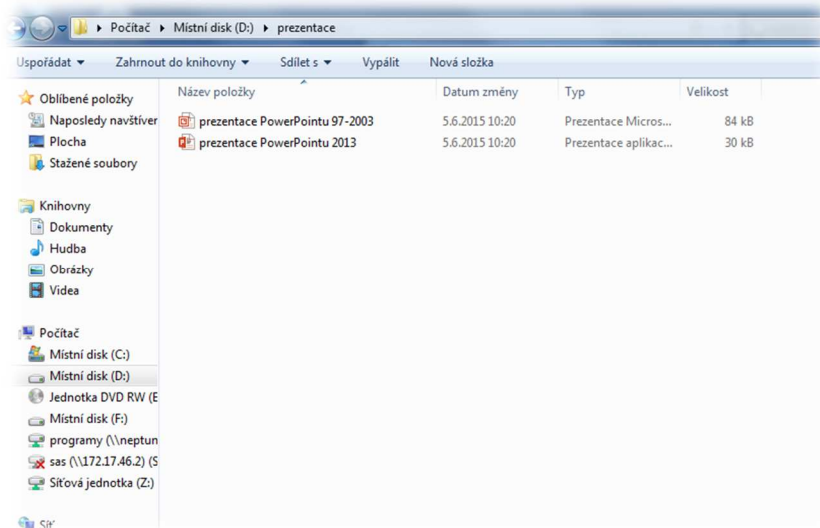 Počítač ▸ Místní disk (D:) ▸ prezentace
Uspořádat Zahrnout do knihovny Sdílet s Vypálit Nová složka
Název položky Datum změny Typ Velikost
prezentace PowerPointu 97-2003 5.6.2015 10:20 Prezentace Micros... 84 kB
prezentace PowerPointu 2013 5.6.2015 10:20 Prezentace aplikac... 30 kB
Oblíbené položky
Naposledy navštíver
Plocha
Stažené soubory
Knihovny
Dokumenty
Hudba
Obrázky
Videa
Počítač
Místní disk (C:)
Místní disk (D:)
Jednotka DVD RW (E
Místní disk (F:)
programy (\\neptun
sas (\\172.17.46.2) (S
Síťová jednotka (Z:)
Síť